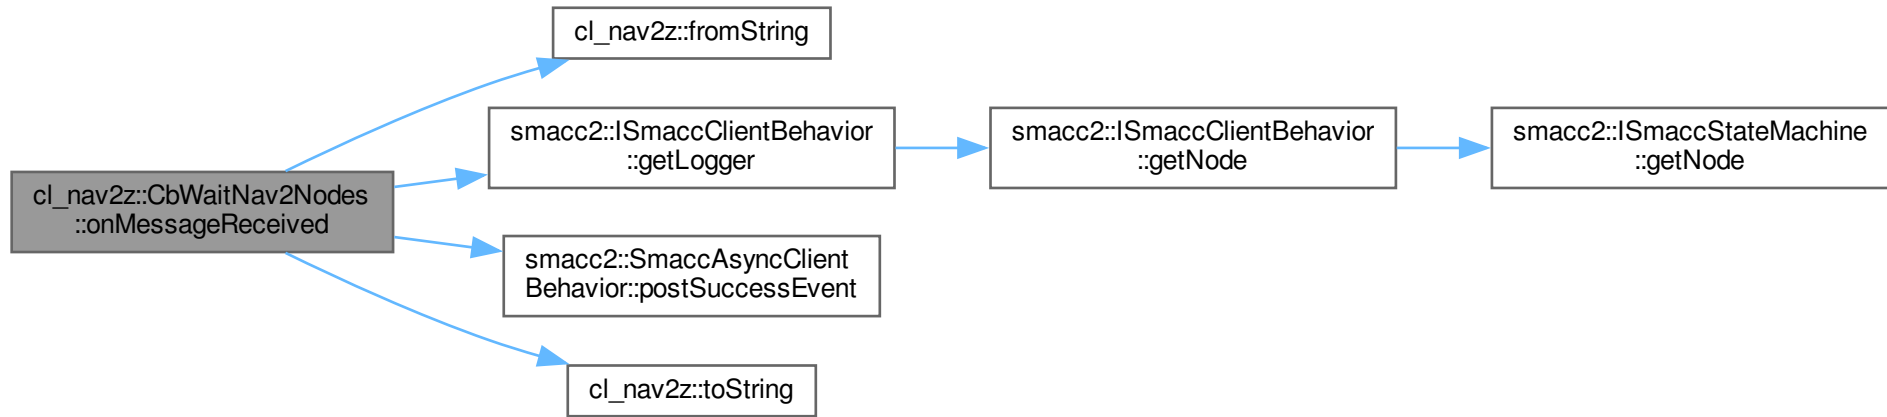 cl_nav2z::fromString
smacc2::ISmaccClientBehavior
::getLogger
smacc2::ISmaccClientBehavior
::getNode
smacc2::ISmaccStateMachine
::getNode
cl_nav2z::CbWaitNav2Nodes
::onMessageReceived
smacc2::SmaccAsyncClient
Behavior::postSuccessEvent
cl_nav2z::toString